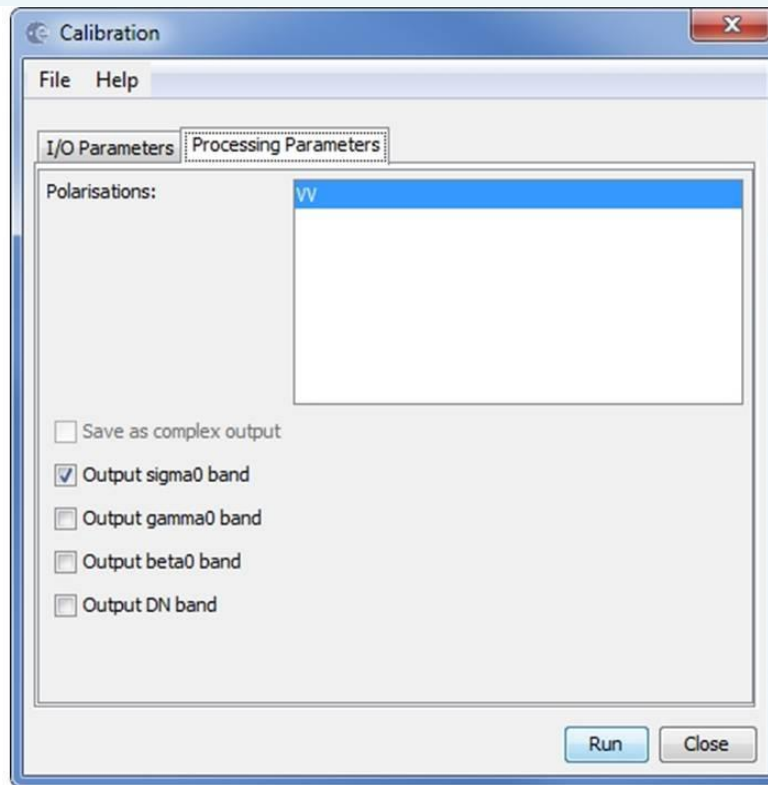 Calibration
File Help
I/O Parameters Processing Parameters
Polarisations:
VV
Save as complex output
Output sigma0 band
Output gamma0 band
Output beta0 band
Output DN band
Run Close